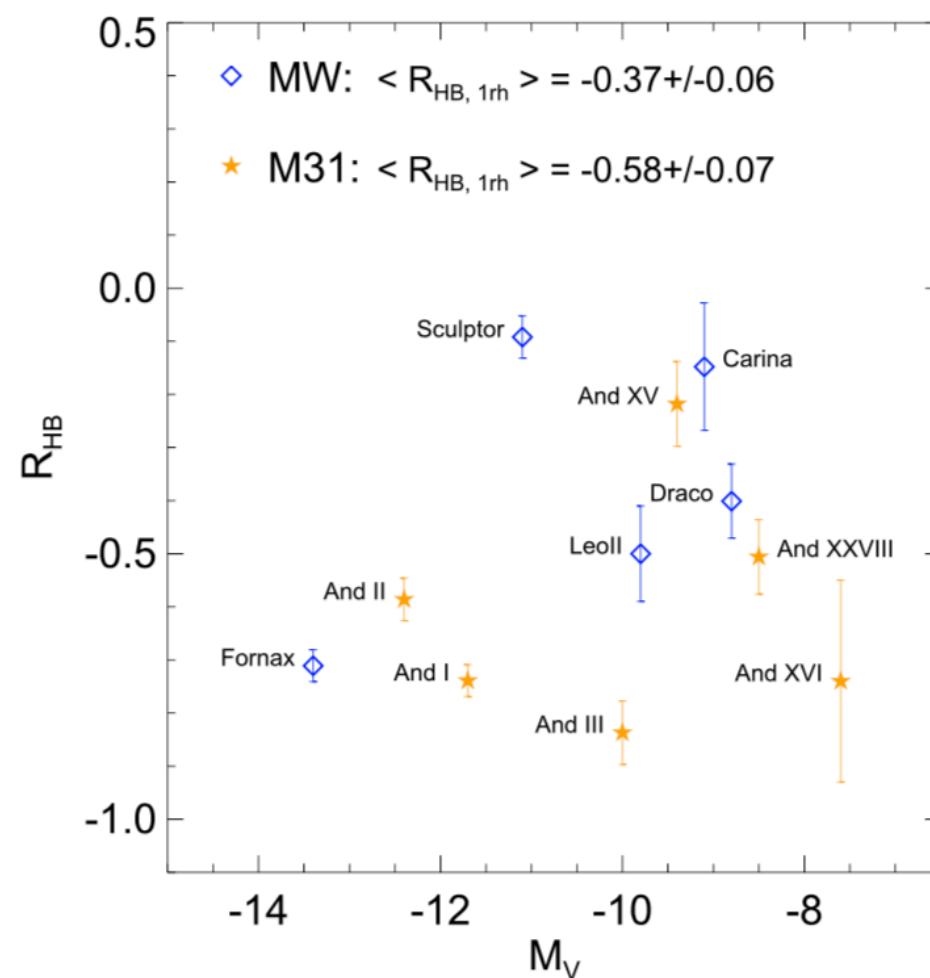 0.5
MW: < R_HB, 1rh > = -0.37+/-0.06
M31: < R_HB, 1rh > = -0.58+/-0.07
0.0
Sculptor
Carina
And XV
R_HB
Draco
-0.5
LeoII
And XXVIII
And II
Fornax
And I
And XVI
And III
-1.0
-14 -12 -10 -8
M_V